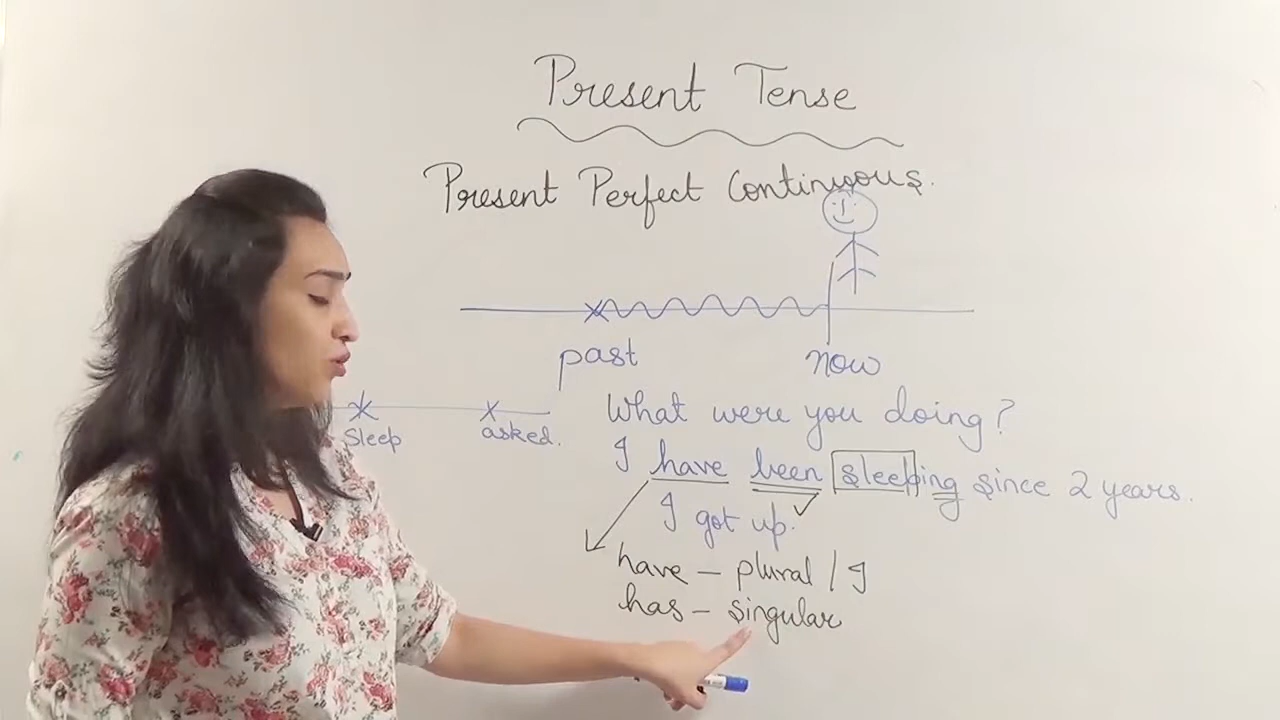 Present Tense
Present Perfect Continuous.
past
now
Sleep
asked.
What were you doing?
I have been sleeping since 2 years.
I got up.
have – plural / I
has – singular